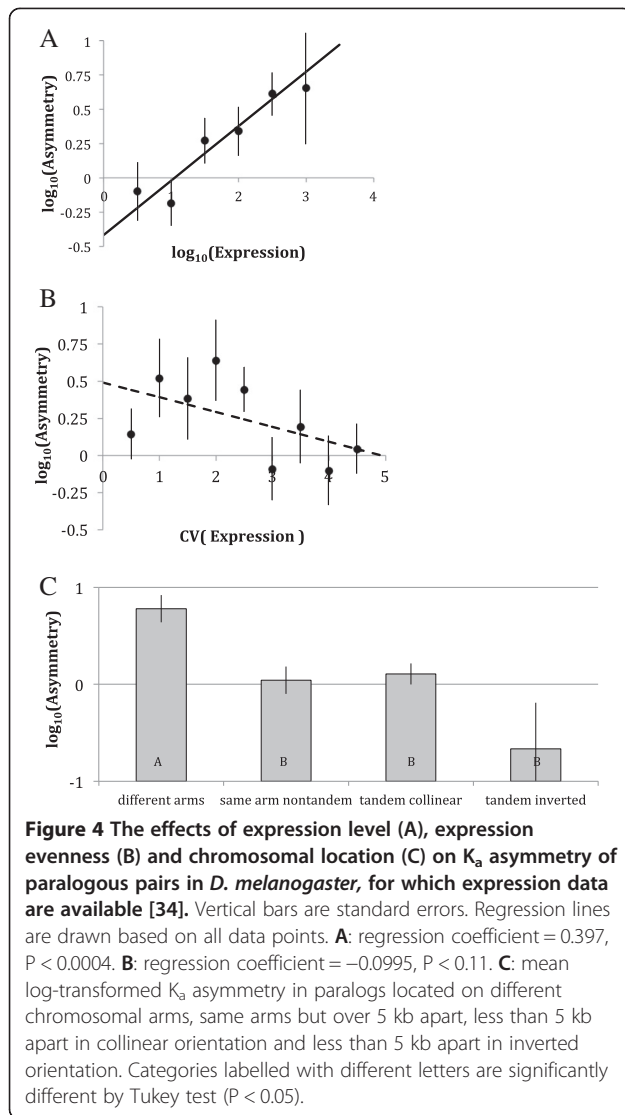 A
1
0.75
0.5
0.25
0
-0.25
-0.5
0 1 2 3 4
log10(Asymmetry)
log10(Expression)
B
1
0.75
0.5
0.25
0
-0.25
-0.5
0 1 2 3 4 5
log10(Asymmetry)
CV( Expression )
C
1
0
-1
log10(Asymmetry)
A B B B
different arms same arm nontandem tandem collinear tandem inverted
Figure 4 The effects of expression level (A), expression
evenness (B) and chromosomal location (C) on Ka asymmetry of
paralogous pairs in D. melanogaster, for which expression data
are available [34]. Vertical bars are standard errors. Regression lines
are drawn based on all data points. A: regression coefficient = 0.397,
P < 0.0004. B: regression coefficient = −0.0995, P < 0.11. C: mean
log-transformed Ka asymmetry in paralogs located on different
chromosomal arms, same arms but over 5 kb apart, less than 5 kb
apart in collinear orientation and less than 5 kb apart in inverted
orientation. Categories labelled with different letters are significantly
different by Tukey test (P < 0.05).